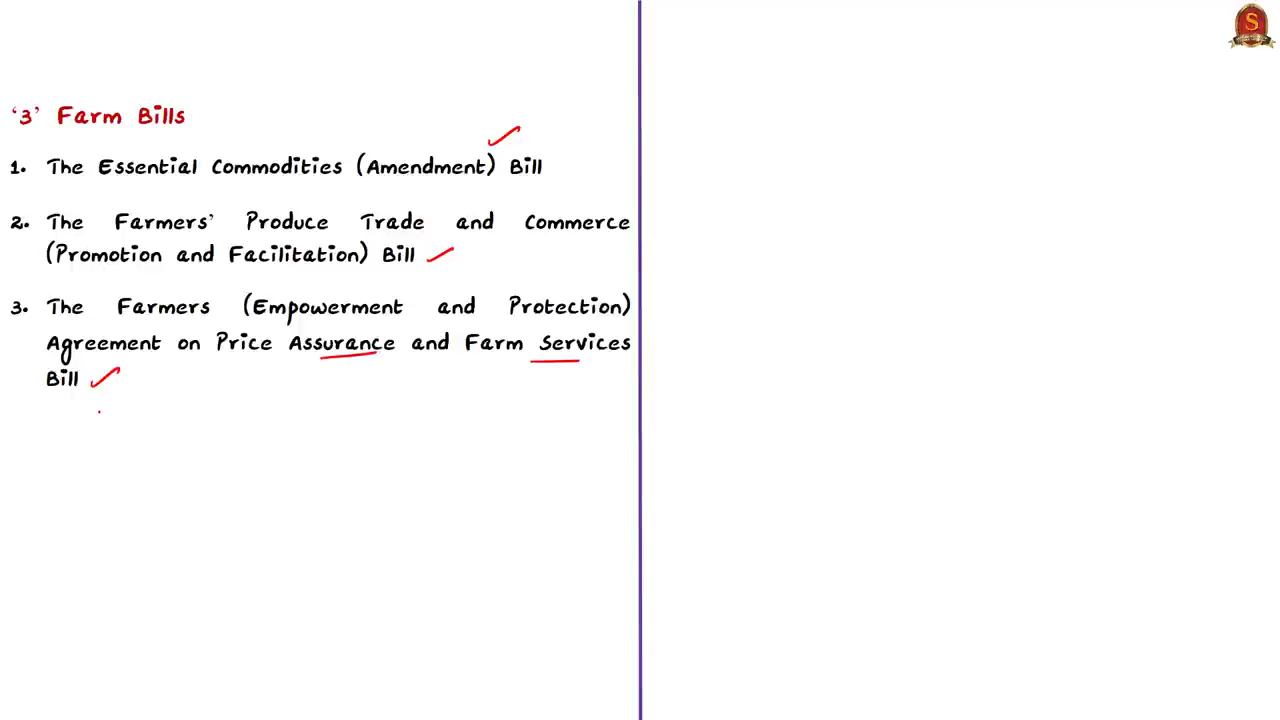 ‘3’ Farm Bills
1. The Essential Commodities (Amendment) Bill
2. The Farmers’ Produce Trade and Commerce
(Promotion and Facilitation) Bill
3. The Farmers (Empowerment and Protection)
Agreement on Price Assurance and Farm Services
Bill
S